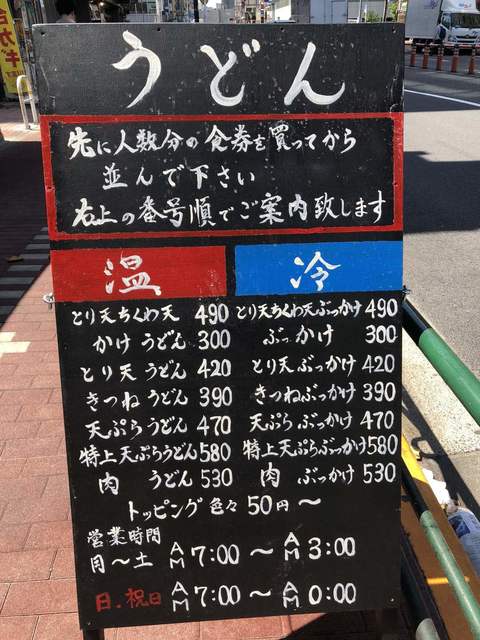 うどん
先に人数分の食券を買ってから
並んで下さい
右上の番号順でご案内致します
温
とり天ちくわ天 490
かけうどん 300
とり天うどん 420
きつねうどん 390
天ぷらうどん 470
特上天ぷらうどん 580
肉 うどん 530
冷
とり天ちくわ天ぶっかけ 490
ぶっかけ 300
とり天ぶっかけ 420
きつねぶっかけ 390
天ぷらぶっかけ 470
特上天ぷらぶっかけ 580
肉 ぶっかけ 530
トッピング色々 50円〜
営業時間
月〜土 AM 7:00 〜 AM 3:00
日.祝日 AM 7:00 〜 AM 0:00